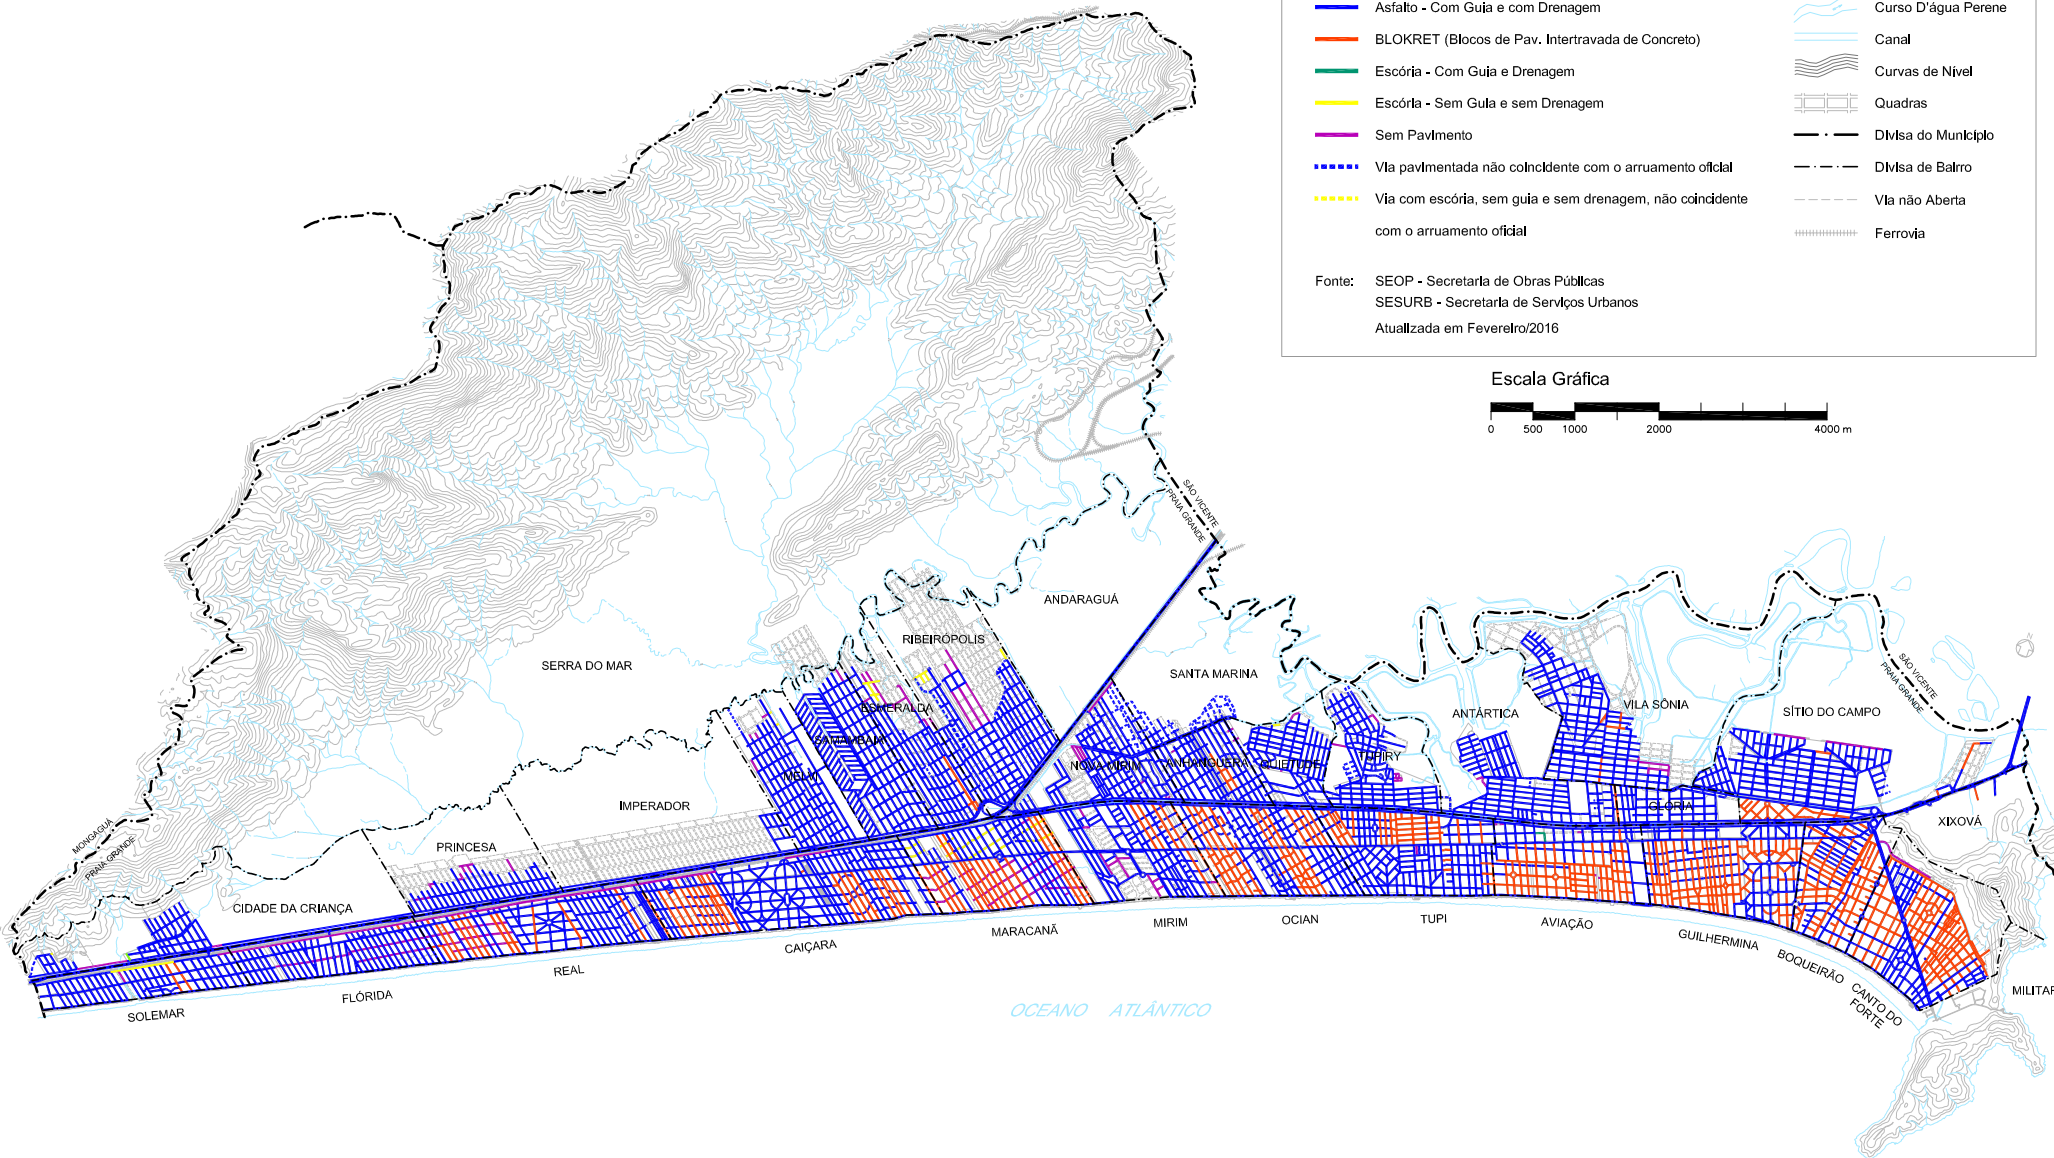 Asfalto - Com Guia e com Drenagem
BLOKRET (Blocos de Pav. Intertravada de Concreto)
Escória - Com Guia e Drenagem
Escória - Sem Guia e sem Drenagem
Sem Pavimento
Via pavimentada não coincidente com o arruamento oficial
Via com escória, sem guia e sem drenagem, não coincidente
com o arruamento oficial
Curso D'água Perene
Canal
Curvas de Nível
Quadras
Divisa do Município
Divisa de Bairro
Via não Aberta
Ferrovia
Fonte: SEOP - Secretaria de Obras Públicas
SESURB - Secretaria de Serviços Urbanos
Atualizada em Fevereiro/2016
Escala Gráfica
0 500 1000 2000 4000 m
SÃO VICENTE
PRAIA GRANDE
ANDARAGUÁ
RIBEIRÓPOLIS
SERRA DO MAR
SANTA MARINA
ESMERALDA
SAMAMBAIA
MELVI
IMPERADOR
NOVA MIRIM
ANHANGUERA
QUIETUDE
TUPIRY
ANTÁRTICA
VILA SÔNIA
SÍTIO DO CAMPO
SÃO VICENTE
PRAIA GRANDE
GLÓRIA
XIXOVÁ
MONGAGUÁ
PRAIA GRANDE
PRINCESA
CIDADE DA CRIANÇA
SOLEMAR
FLÓRIDA
REAL
CAIÇARA
MARACANÃ
MIRIM
OCIAN
TUPI
AVIAÇÃO
GUILHERMINA
BOQUEIRÃO
CANTO DO
FORTE
MILITAR
OCEANO ATLÂNTICO